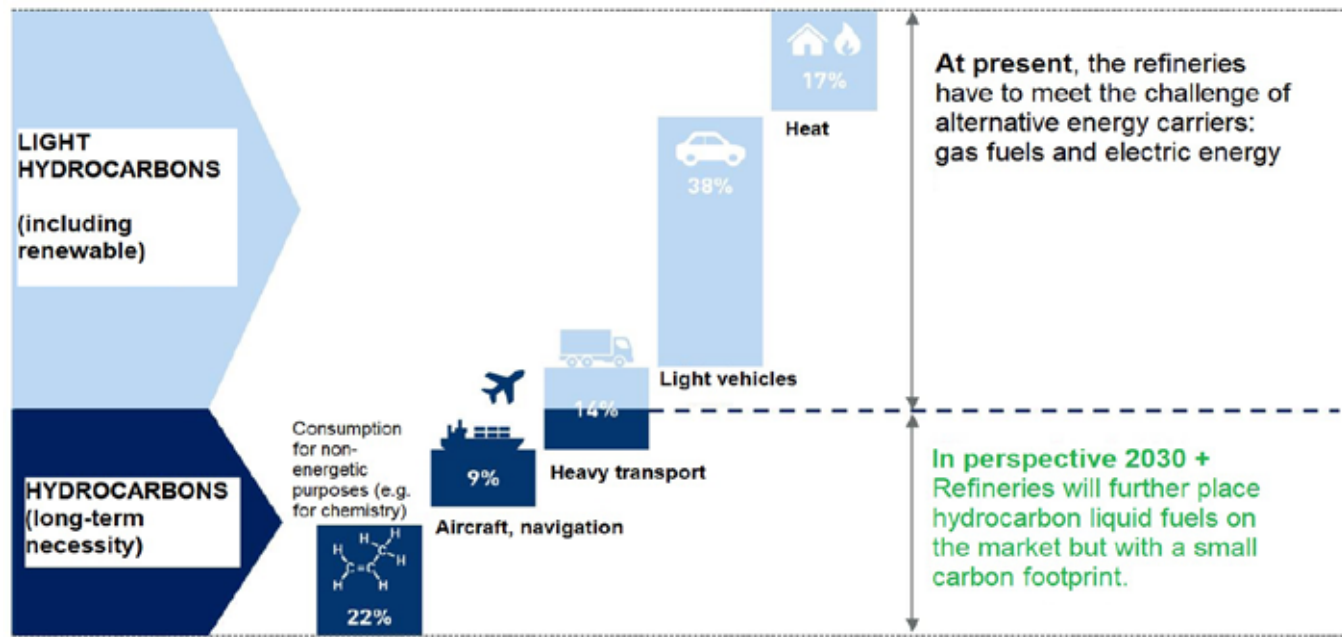 LIGHT
HYDROCARBONS
(including
renewable)
HYDROCARBONS
(long-term
necessity)
Consumption
for non-
energetic
purposes (e.g.
for chemistry)
H H
H C H
C=C H
H H
22%
9%
Aircraft, navigation
14%
Heavy transport
38%
Light vehicles
17%
Heat
At present, the refineries
have to meet the challenge of
alternative energy carriers:
gas fuels and electric energy
In perspective 2030 +
Refineries will further place
hydrocarbon liquid fuels on
the market but with a small
carbon footprint.